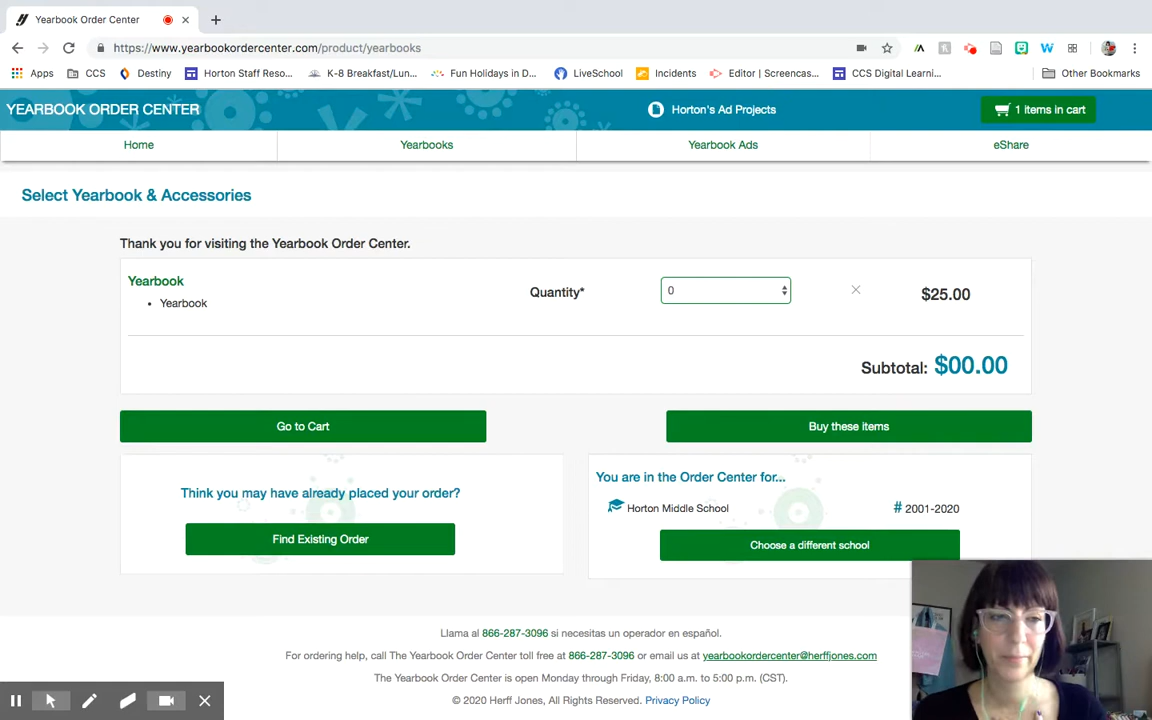 Yearbook Order Center
https://www.yearbookordercenter.com/product/yearbooks
Apps CCS Destiny Horton Staff Reso... K-8 Breakfast/Lun... Fun Holidays in D... LiveSchool Incidents Editor | Screencas... CCS Digital Learni... Other Bookmarks
YEARBOOK ORDER CENTER Horton's Ad Projects 1 items in cart
Home Yearbooks Yearbook Ads eShare
Select Yearbook & Accessories
Thank you for visiting the Yearbook Order Center.
Yearbook
• Yearbook
Quantity* 0 × $25.00
Subtotal: $00.00
Go to Cart Buy these items
Think you may have already placed your order?
Find Existing Order
You are in the Order Center for...
Horton Middle School # 2001-2020
Choose a different school
Llama al 866-287-3096 si necesitas un operador en español.
For ordering help, call The Yearbook Order Center toll free at 866-287-3096 or email us at yearbookordercenter@herffjones.com
The Yearbook Order Center is open Monday through Friday, 8:00 a.m. to 5:00 p.m. (CST).
© 2020 Herff Jones, All Rights Reserved. Privacy Policy